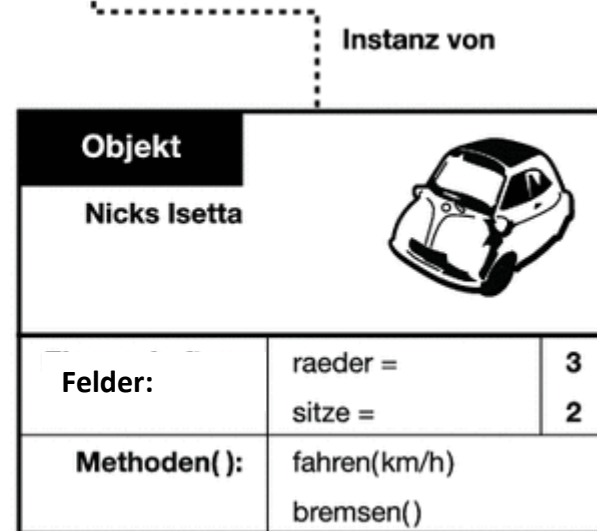 Instanz von
Objekt
Nicks Isetta
Felder:
raeder = 3
sitze = 2
Methoden( ): fahren(km/h)
bremsen()